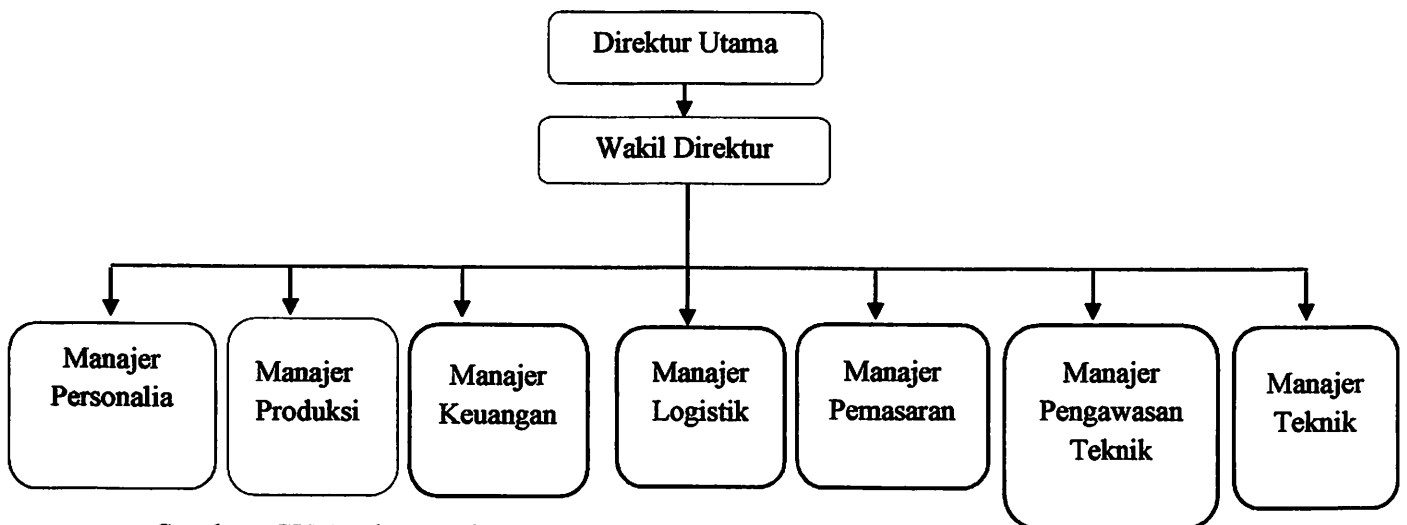 Direktur Utama
Wakil Direktur
Manajer
Personalia
Manajer
Produksi
Manajer
Keuangan
Manajer
Logistik
Manajer
Pemasaran
Manajer
Pengawasan
Teknik
Manajer
Teknik